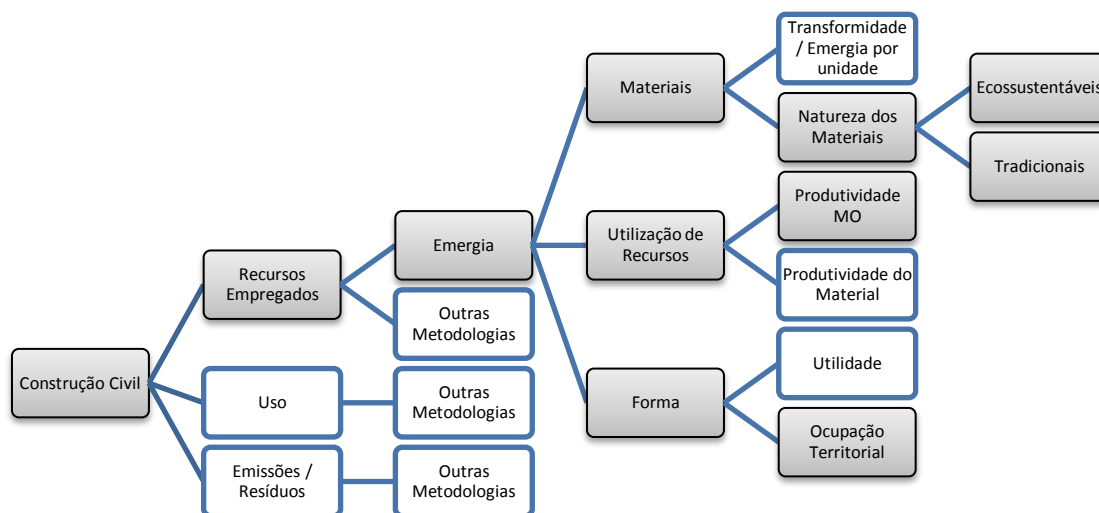 Transformidade
/ Emergia por
unidade
Materiais
Ecossustentáveis
Natureza dos
Materiais
Tradicionais
Produtividade
MO
Emergia
Utilização de
Recursos
Recursos
Empregados
Produtividade do
Material
Outras
Metodologias
Utilidade
Construção Civil
Uso
Outras
Metodologias
Forma
Ocupação
Territorial
Emissões /
Resíduos
Outras
Metodologias